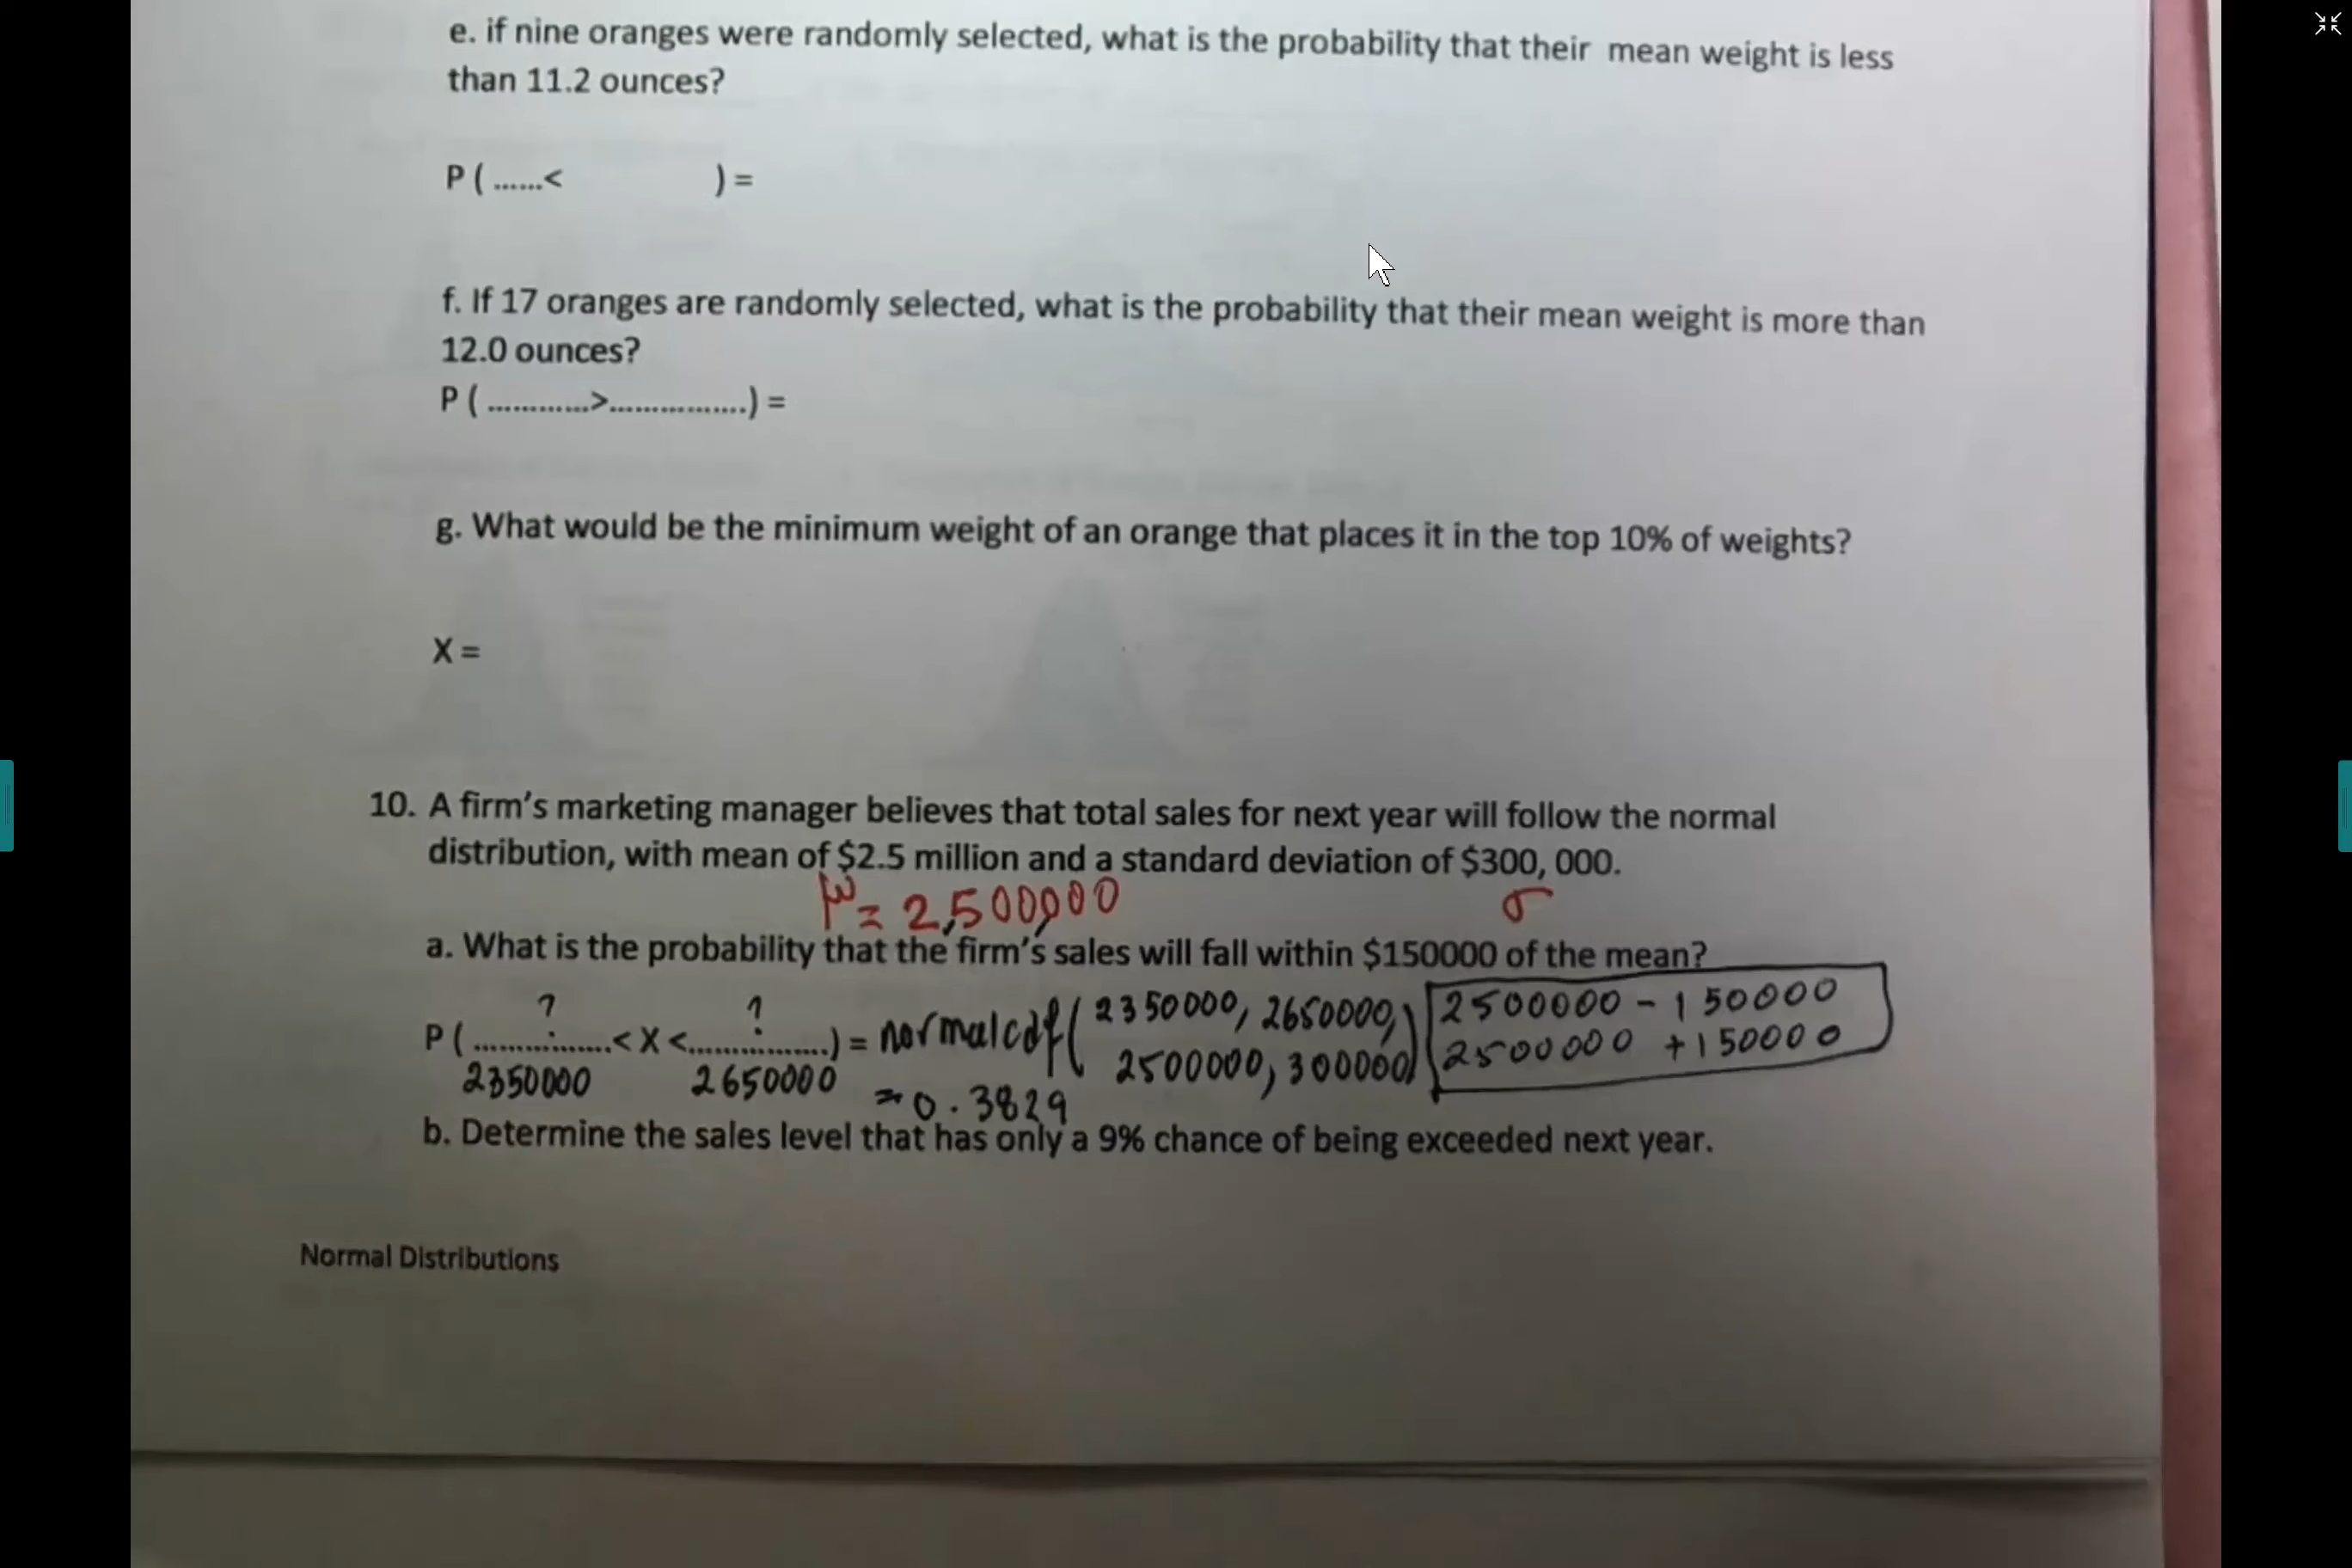 e. if nine oranges were randomly selected, what is the probability that their mean weight is less
than 11.2 ounces?
P ( ......< ) =
f. If 17 oranges are randomly selected, what is the probability that their mean weight is more than
12.0 ounces?
P ( ............>................) =
g. What would be the minimum weight of an orange that places it in the top 10% of weights?
X =
10. A firm's marketing manager believes that total sales for next year will follow the normal
distribution, with mean of $2.5 million and a standard deviation of $300, 000.
μ = 2,500,000 σ
a. What is the probability that the firm's sales will fall within $150000 of the mean?
? ? 2350000, 2650000, 2500000 - 150000
P (................< X <................) = normalcdf( )
2500000, 300000 2500000 + 150000
2350000 2650000
= 0.3829
b. Determine the sales level that has only a 9% chance of being exceeded next year.
Normal Distributions